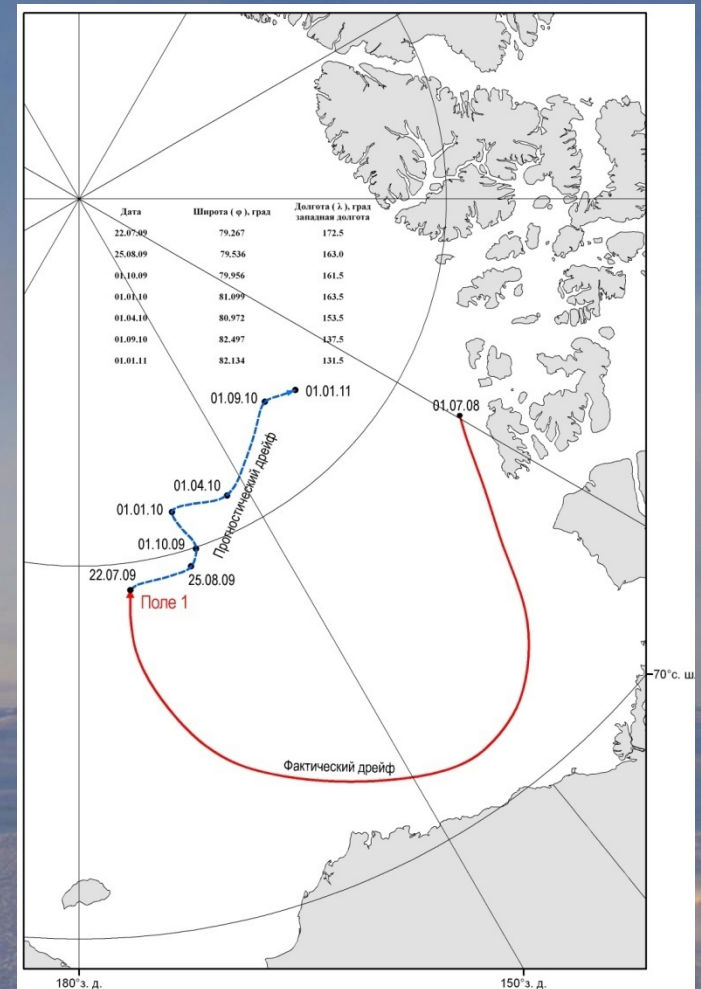 Дата Широта ( φ ), град Долгота ( λ ), град западная долгота
22.07.09 79.267 172.5
25.08.09 79.536 163.0
01.10.09 79.956 161.5
01.01.10 81.099 163.5
01.04.10 80.972 153.5
01.09.10 82.497 137.5
01.01.11 82.134 131.5
01.09.10
01.01.11
01.07.08
01.04.10
Прогностический дрейф
01.01.10
01.10.09
22.07.09
25.08.09
Поле 1
70°с. ш.
Фактический дрейф
180°з. д.
150°з. д.